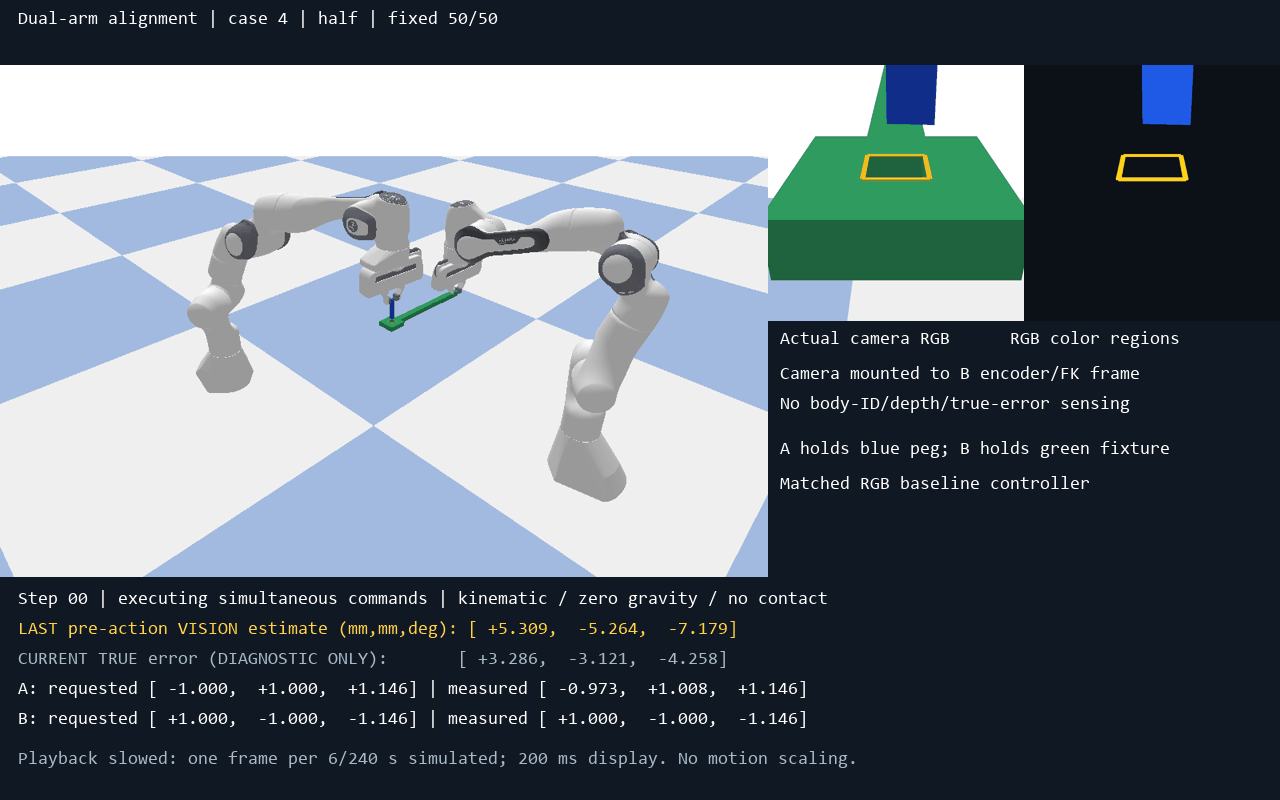 Dual-arm alignment | case 4 | half | fixed 50/50
Actual camera RGB      RGB color regions
Camera mounted to B encoder/FK frame
No body-ID/depth/true-error sensing
A holds blue peg; B holds green fixture
Matched RGB baseline controller
Step 00 | executing simultaneous commands | kinematic / zero gravity / no contact
LAST pre-action VISION estimate (mm,mm,deg): [ +5.309,  -5.264,  -7.179]
CURRENT TRUE error (DIAGNOSTIC ONLY):       [ +3.286,  -3.121,  -4.258]
A: requested [ -1.000,  +1.000,  +1.146] | measured [ -0.973,  +1.008,  +1.146]
B: requested [ +1.000,  -1.000,  -1.146] | measured [ +1.000,  -1.000,  -1.146]
Playback slowed: one frame per 6/240 s simulated; 200 ms display. No motion scaling.